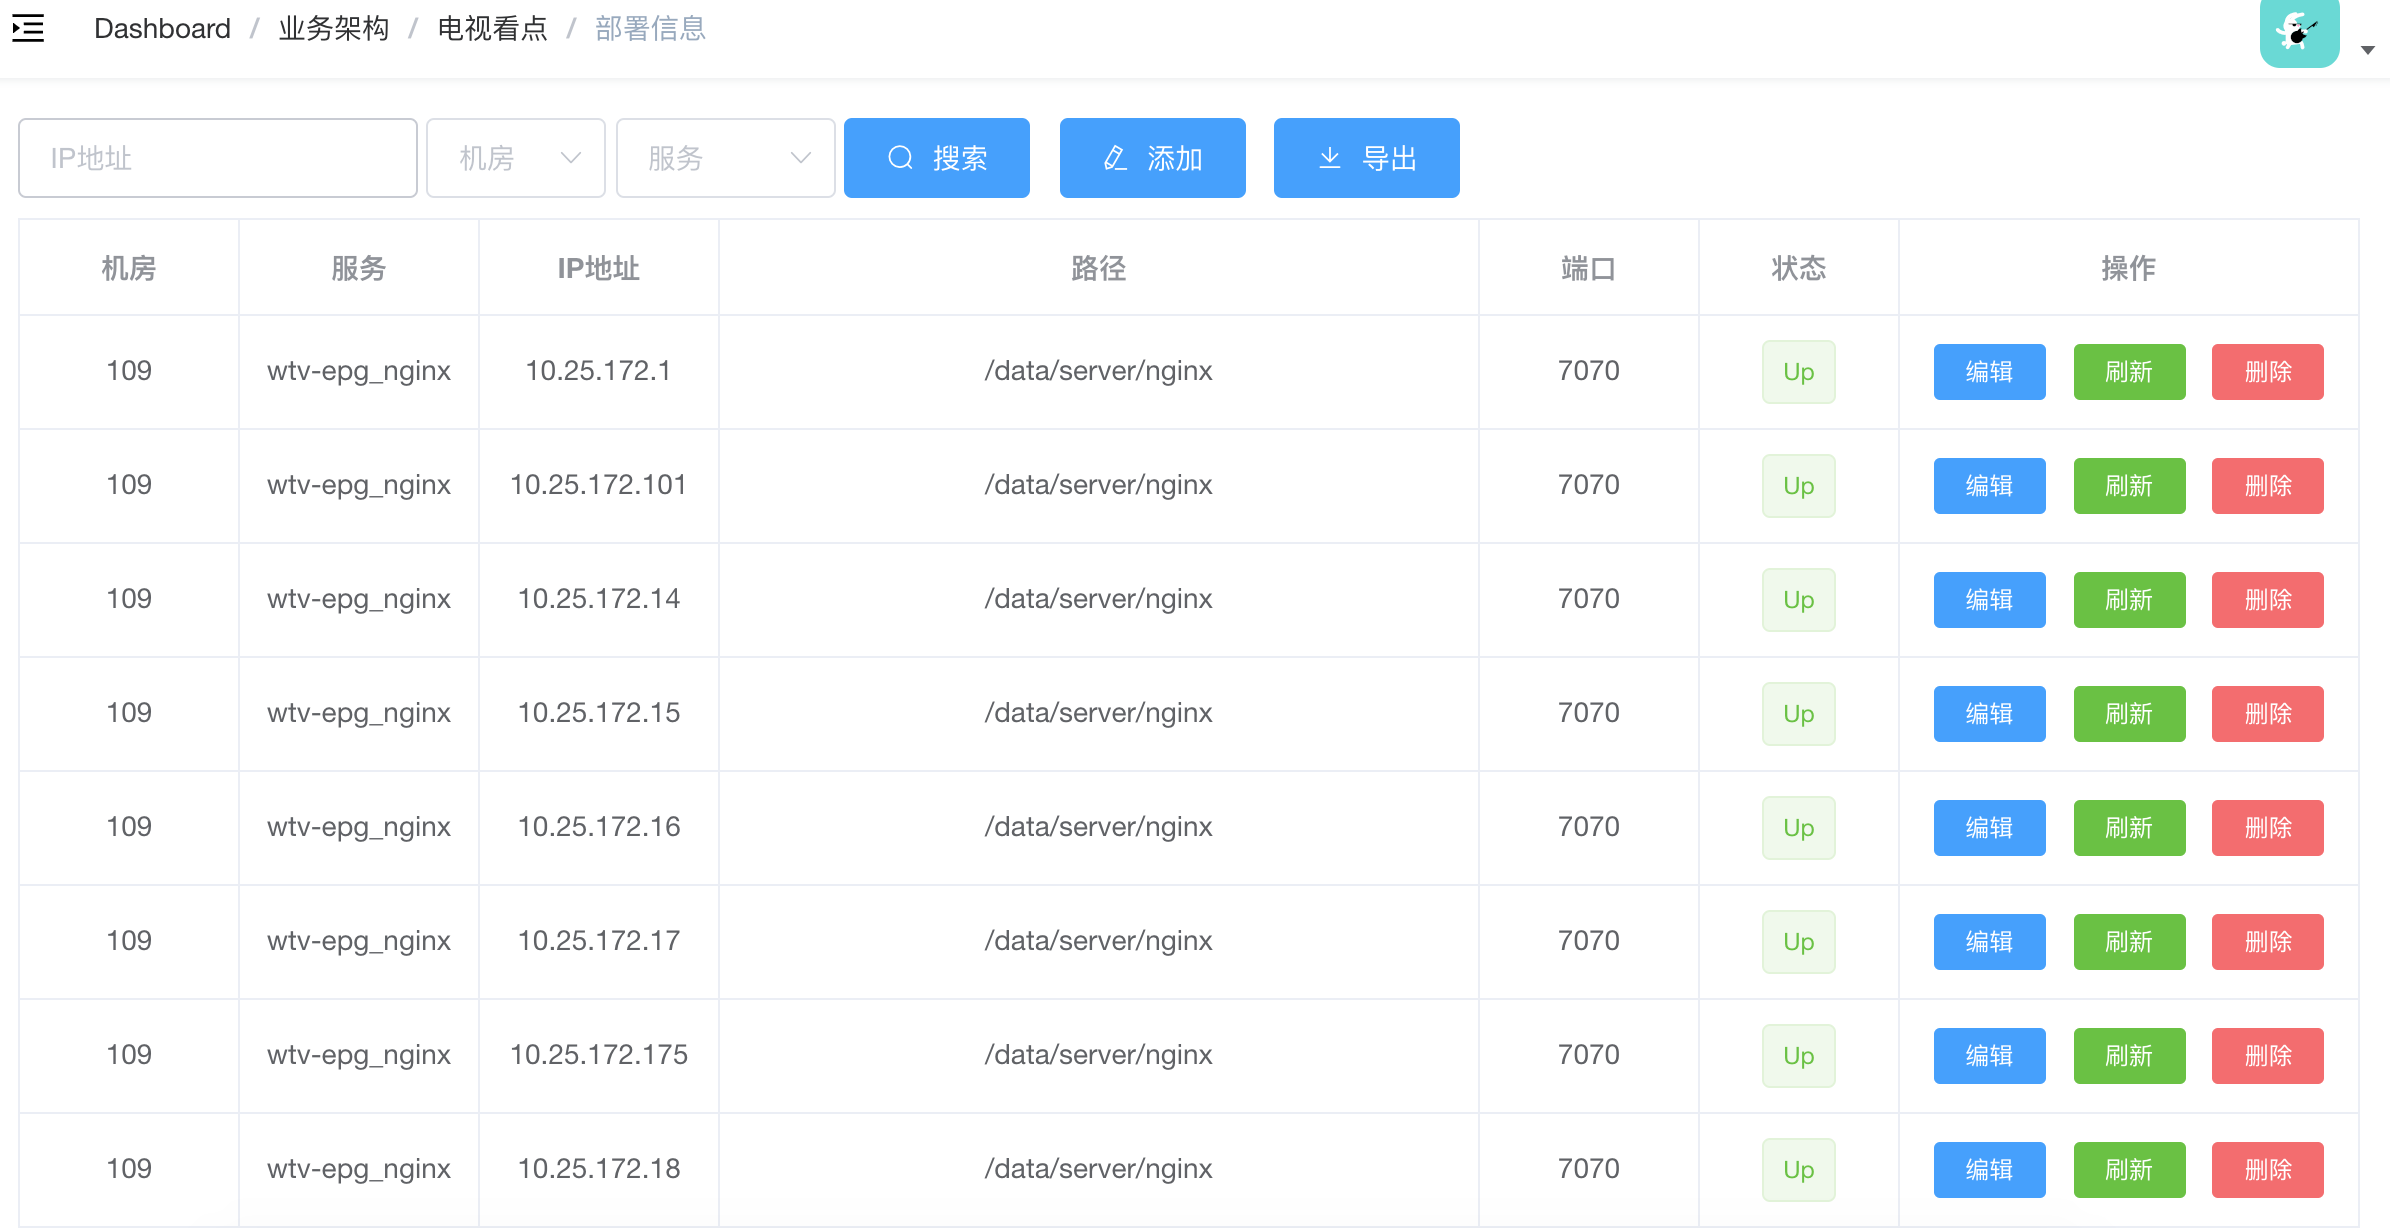 Dashboard / 业务架构 / 电视看点 / 部署信息
IP地址 机房 服务 搜索 添加 导出
机房 服务 IP地址 路径 端口 状态 操作
109 wtv-epg_nginx 10.25.172.1 /data/server/nginx 7070 Up 编辑 刷新 删除
109 wtv-epg_nginx 10.25.172.101 /data/server/nginx 7070 Up 编辑 刷新 删除
109 wtv-epg_nginx 10.25.172.14 /data/server/nginx 7070 Up 编辑 刷新 删除
109 wtv-epg_nginx 10.25.172.15 /data/server/nginx 7070 Up 编辑 刷新 删除
109 wtv-epg_nginx 10.25.172.16 /data/server/nginx 7070 Up 编辑 刷新 删除
109 wtv-epg_nginx 10.25.172.17 /data/server/nginx 7070 Up 编辑 刷新 删除
109 wtv-epg_nginx 10.25.172.175 /data/server/nginx 7070 Up 编辑 刷新 删除
109 wtv-epg_nginx 10.25.172.18 /data/server/nginx 7070 Up 编辑 刷新 删除